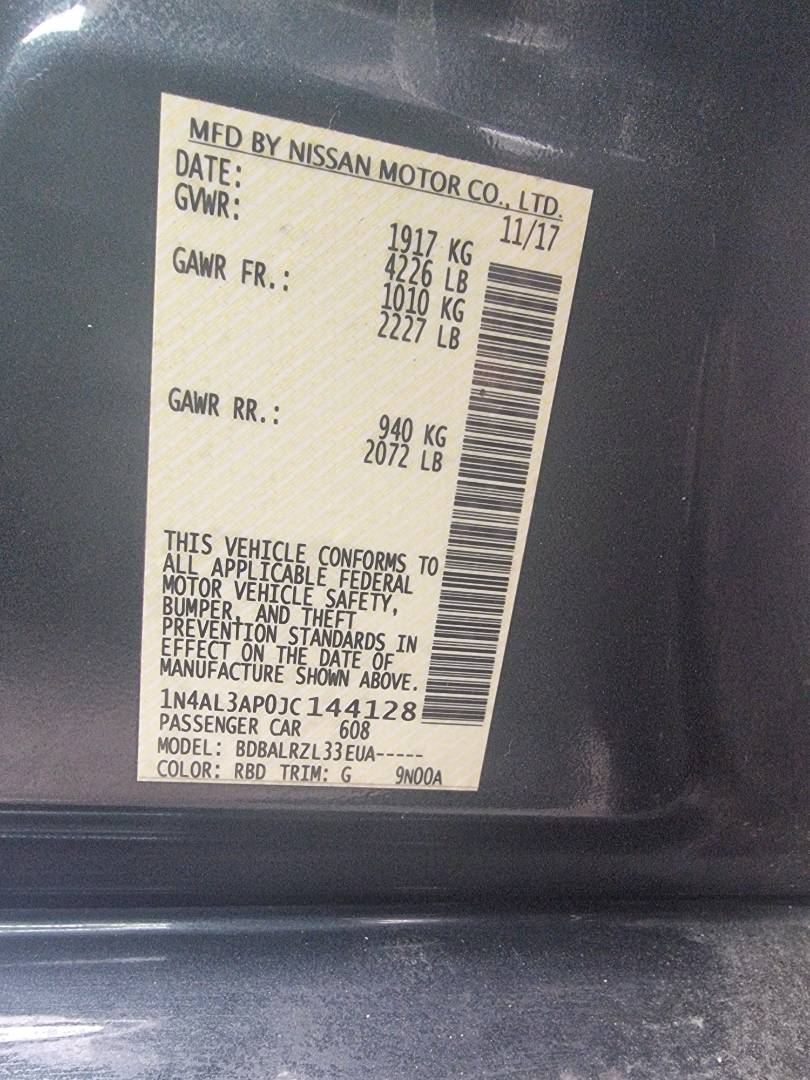 MFD BY NISSAN MOTOR CO., LTD.
DATE: 11/17
GVWR: 1917 KG
4226 LB
GAWR FR.: 1010 KG
2227 LB
GAWR RR.: 940 KG
2072 LB
THIS VEHICLE CONFORMS TO
ALL APPLICABLE FEDERAL
MOTOR VEHICLE SAFETY,
BUMPER, AND THEFT
PREVENTION STANDARDS IN
EFFECT ON THE DATE OF
MANUFACTURE SHOWN ABOVE.
1N4AL3AP0JC144128
PASSENGER CAR 608
MODEL: BDBALRZL33EUA-----
COLOR: RBD TRIM: G 9N00A